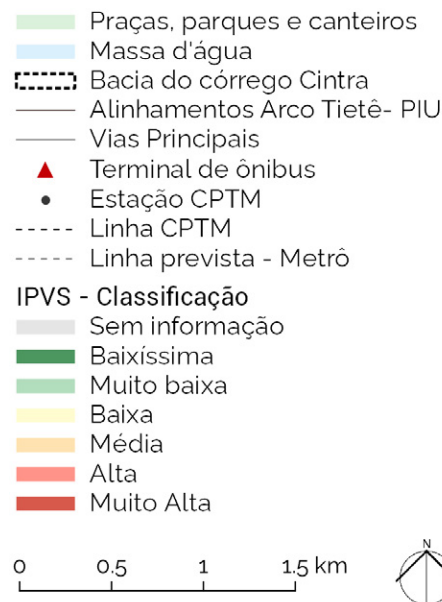 Praças, parques e canteiros
Massa d'água
Bacia do córrego Cintra
Alinhamentos Arco Tietê- PIU
Vias Principais
Terminal de ônibus
Estação CPTM
Linha CPTM
Linha prevista - Metrô
IPVS - Classificação
Sem informação
Baixíssima
Muito baixa
Baixa
Média
Alta
Muito Alta
0 0.5 1 1.5 km
N